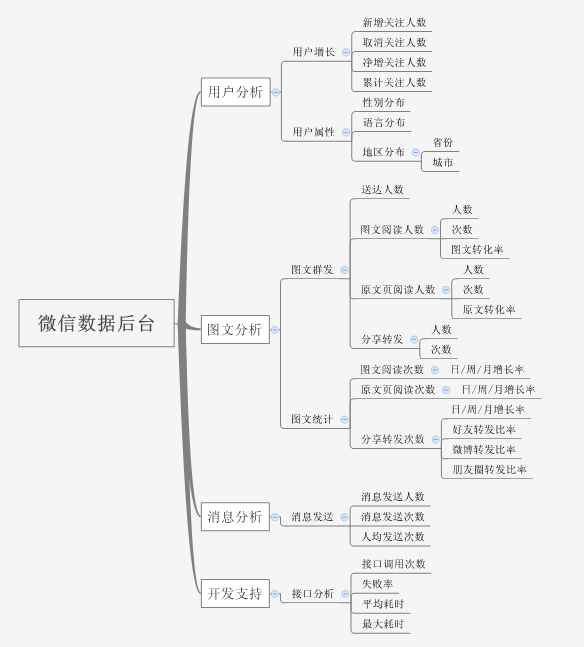 微信数据后台
用户分析
用户增长
新增关注人数
取消关注人数
净增关注人数
累计关注人数
用户属性
性别分布
语言分布
地区分布
省份
城市
图文分析
图文群发
送达人数
图文阅读人数
人数
次数
图文转化率
原文页阅读人数
人数
次数
原文转化率
分享转发
人数
次数
图文统计
图文阅读次数
日/周/月增长率
原文页阅读次数
日/周/月增长率
分享转发次数
日/周/月增长率
好友转发比率
微博转发比率
朋友圈转发比率
消息分析
消息发送
消息发送人数
消息发送次数
人均发送次数
开发支持
接口分析
接口调用次数
失败率
平均耗时
最大耗时